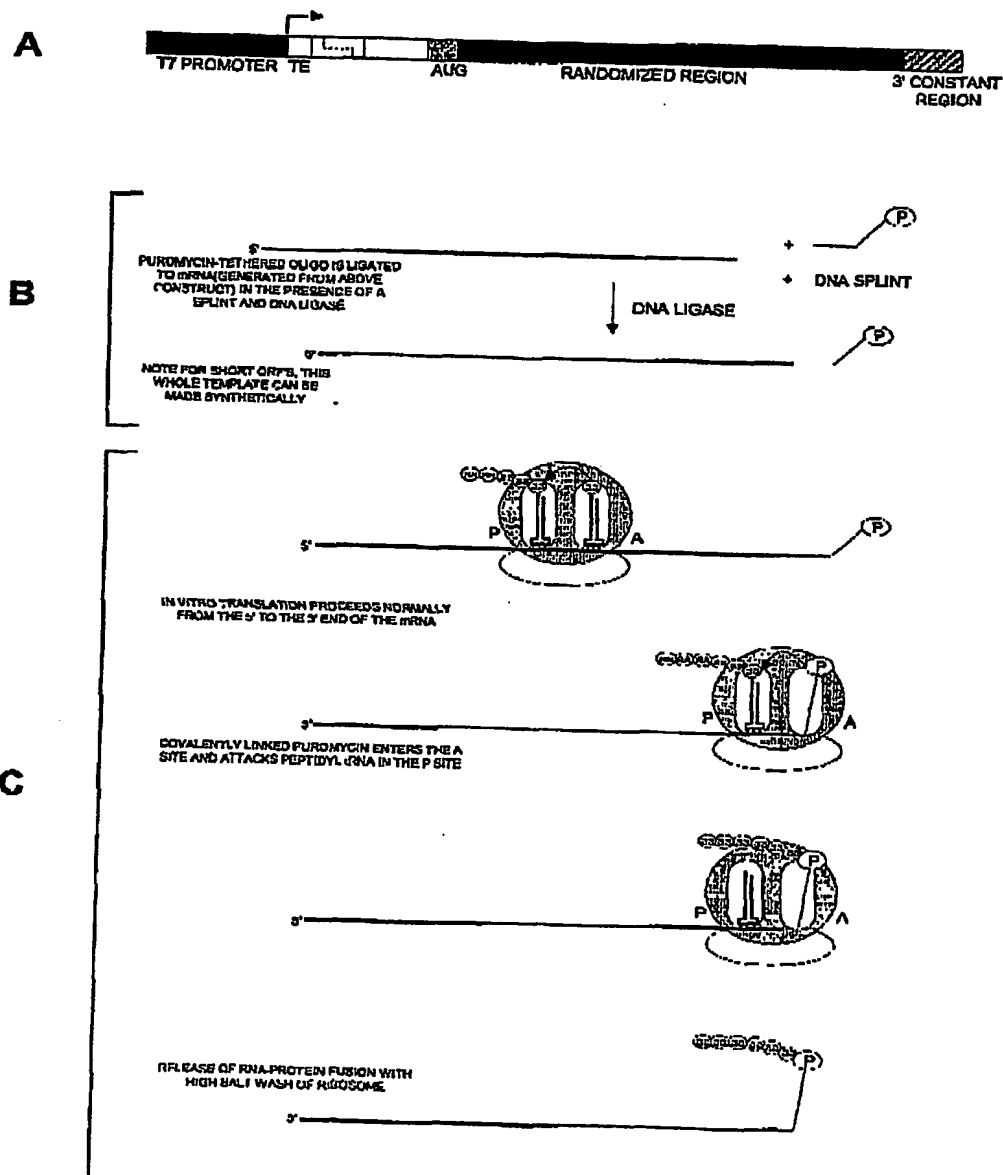 A
T7 PROMOTER TE AUG RANDOMIZED REGION 3' CONSTANT
REGION
B
P
5'
+
PUROMYCIN-TETHERED OLIGO IS LIGATED
TO mRNA(GENERATED FROM ABOVE
CONSTRUCT) IN THE PRESENCE OF A
SPLINT AND DNA LIGASE
+ DNA SPLINT
DNA LIGASE
P
5'
NOTE FOR SHORT ORFS, THIS
WHOLE TEMPLATE CAN BE
MADE SYNTHETICALLY
C
P A
P
5'
IN VITRO TRANSLATION PROCEEDS NORMALLY
FROM THE 5' TO THE 3' END OF THE mRNA
P
P A
COVALENTLY LINKED PUROMYCIN ENTERS THE A
SITE AND ATTACKS PEPTIDYL tRNA IN THE P SITE
P
P A
P
RELEASE OF RNA-PROTEIN FUSION WITH
HIGH SALT WASH OF RIBOSOME